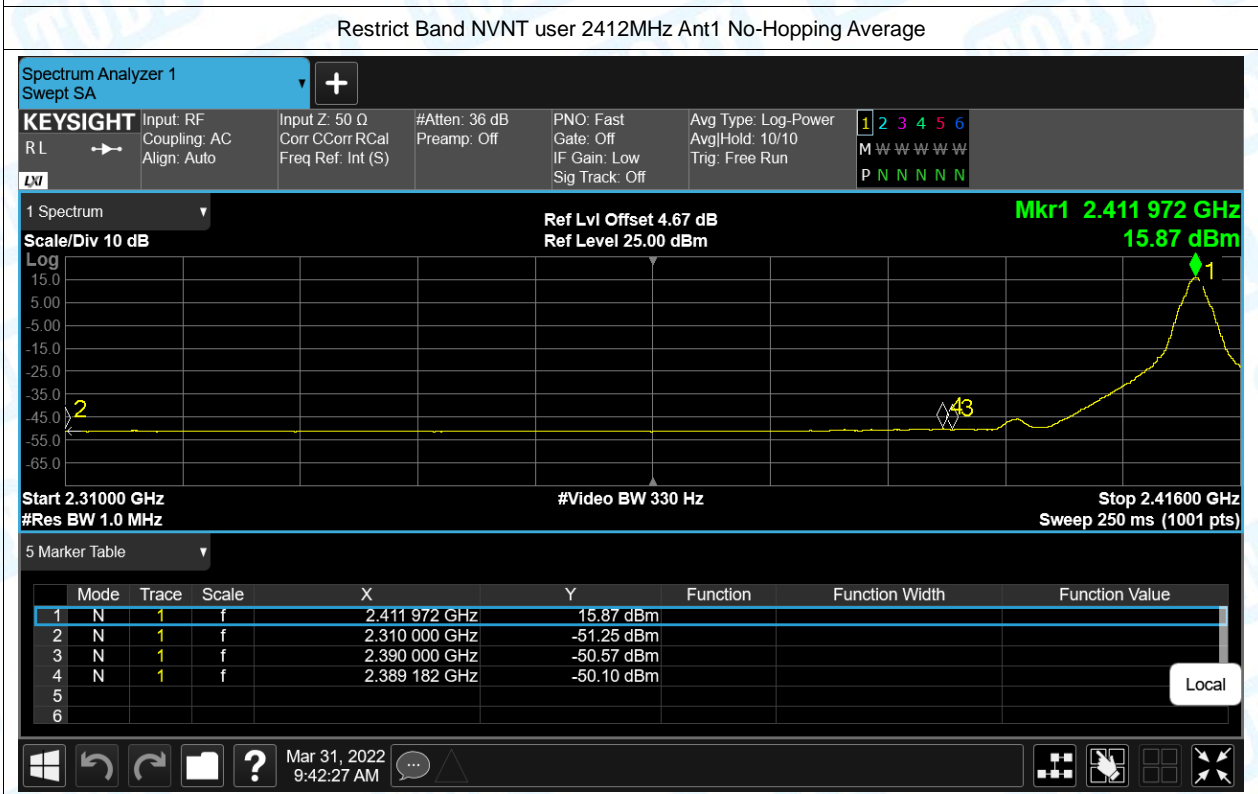 Restrict Band NVNT user 2412MHz Ant1 No-Hopping Average
Spectrum Analyzer 1
Swept SA
+
KEYSIGHT
R L
LXI
Input: RF
Coupling: AC
Align: Auto
Input Z: 50 Ω
Corr CCorr RCal
Freq Ref: Int (S)
#Atten: 36 dB
Preamp: Off
PNO: Fast
Gate: Off
IF Gain: Low
Sig Track: Off
Avg Type: Log-Power
Avg|Hold: 10/10
Trig: Free Run
1 2 3 4 5 6
M W W W W W
P N N N N N
1 Spectrum
Scale/Div 10 dB
Ref Lvl Offset 4.67 dB
Ref Level 25.00 dBm
Mkr1 2.411 972 GHz
15.87 dBm
Log
15.0
5.00
-5.00
-15.0
-25.0
-35.0
-45.0
-55.0
-65.0
1
2
43
Start 2.31000 GHz
#Res BW 1.0 MHz
#Video BW 330 Hz
Stop 2.41600 GHz
Sweep 250 ms (1001 pts)
5 Marker Table
Mode Trace Scale X Y Function Function Width Function Value
1 N 1 f 2.411 972 GHz 15.87 dBm
2 N 1 f 2.310 000 GHz -51.25 dBm
3 N 1 f 2.390 000 GHz -50.57 dBm
4 N 1 f 2.389 182 GHz -50.10 dBm
5
6
Local
?
Mar 31, 2022
9:42:27 AM